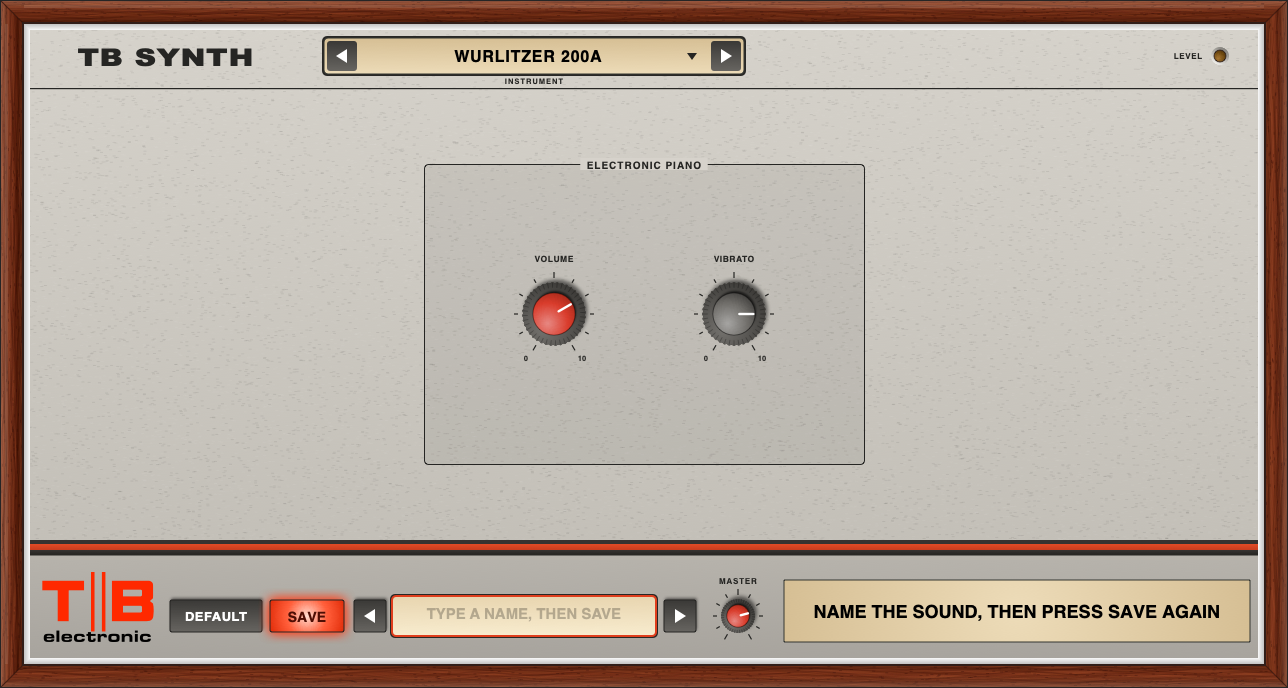 TB SYNTH
WURLITZER 200A
INSTRUMENT
LEVEL
ELECTRONIC PIANO
VOLUME
0 10
VIBRATO
0 10
TB
electronic
DEFAULT
SAVE
TYPE A NAME, THEN SAVE
MASTER
NAME THE SOUND, THEN PRESS SAVE AGAIN